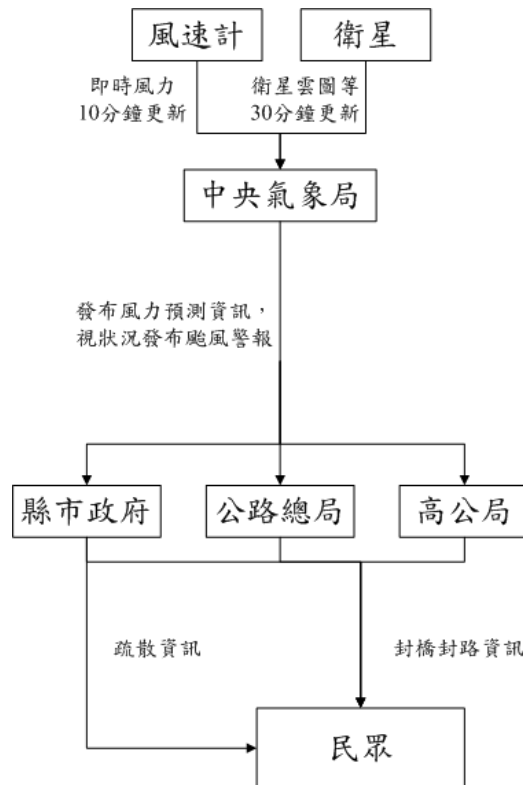 風速計
衛星
即時風力
10分鐘更新
衛星雲圖等
30分鐘更新
中央氣象局
發布風力預測資訊，
視狀況發布颱風警報
縣市政府
公路總局
高公局
疏散資訊
封橋封路資訊
民眾